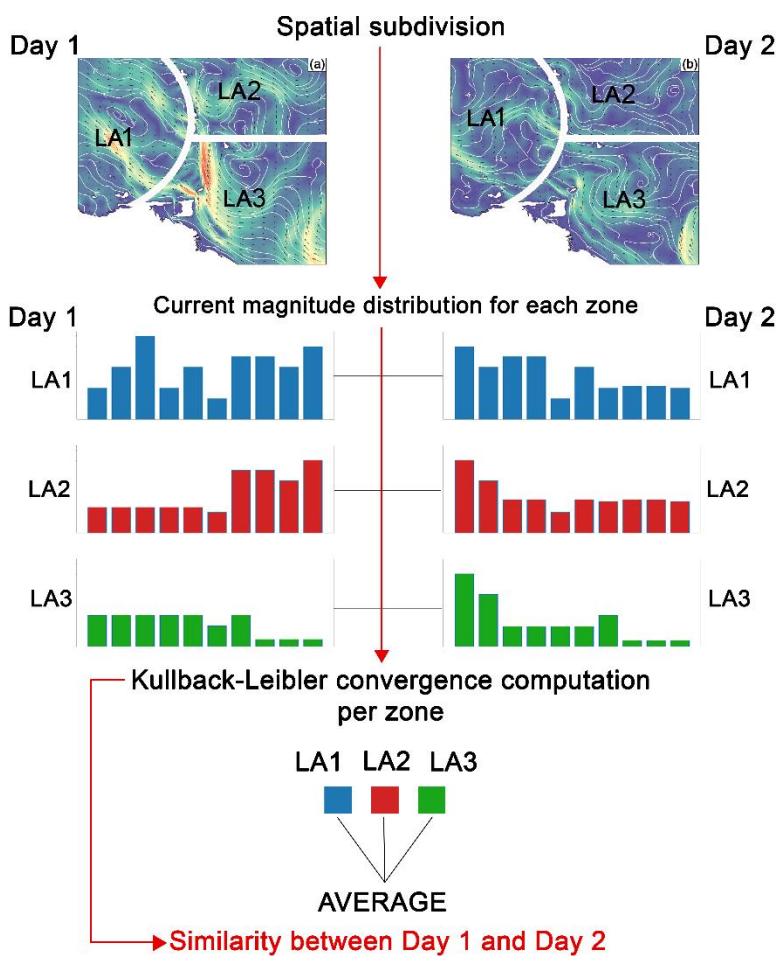 Spatial subdivision
Day 1
Day 2
(a)
LA1
LA2
LA3
(b)
LA1
LA2
LA3
Current magnitude distribution for each zone
Day 1
Day 2
LA1
LA1
LA2
LA2
LA3
LA3
Kullback-Leibler convergence computation
per zone
LA1 LA2 LA3
AVERAGE
Similarity between Day 1 and Day 2